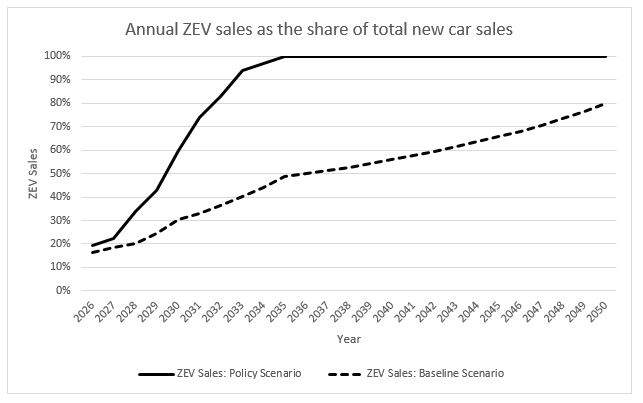 Annual ZEV sales as the share of total new car sales
100%
90%
80%
70%
60%
50%
40%
30%
20%
10%
0%
ZEV Sales
2026 2027 2028 2029 2030 2031 2032 2033 2034 2035 2036 2037 2038 2039 2040 2041 2042 2043 2044 2045 2046 2047 2048 2049 2050
Year
ZEV Sales: Policy Scenario ZEV Sales: Baseline Scenario